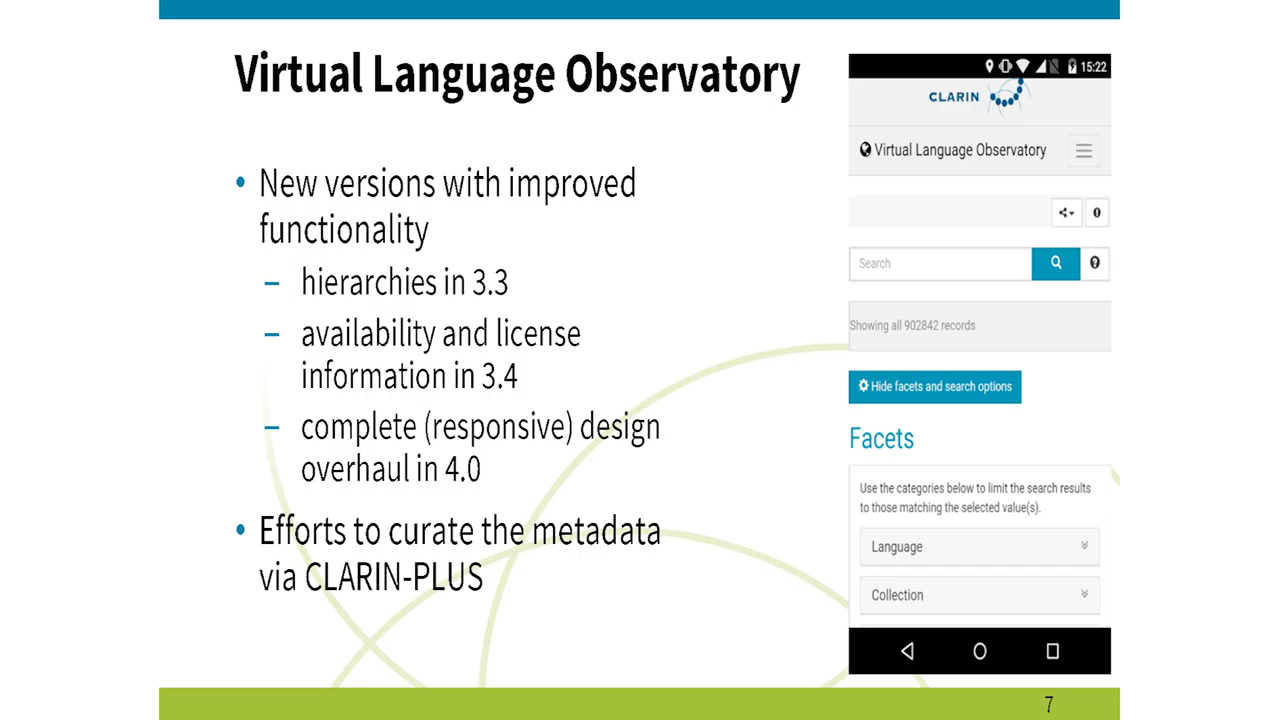 Virtual Language Observatory
• New versions with improved
functionality
– hierarchies in 3.3
– availability and license
information in 3.4
– complete (responsive) design
overhaul in 4.0
• Efforts to curate the metadata
via CLARIN-PLUS
15:22
CLARIN
Virtual Language Observatory
Search
Showing all 902842 records
Hide facets and search options
Facets
Use the categories below to limit the search results
to those matching the selected value(s).
Language
Collection
7